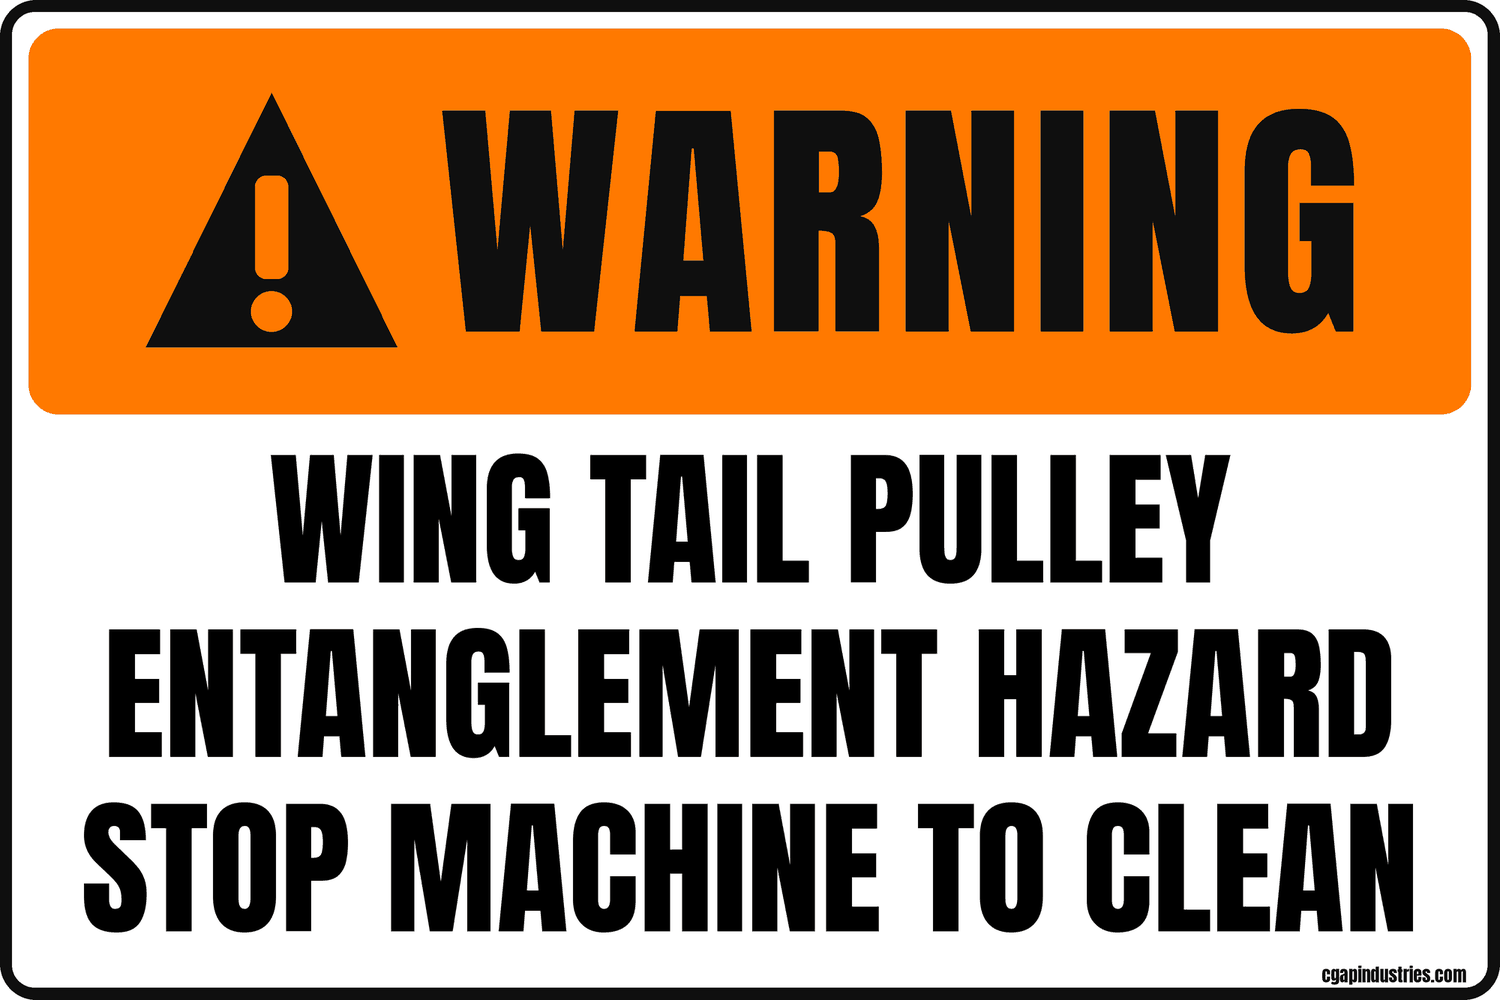 WARNING
WING TAIL PULLEY
ENTANGLEMENT HAZARD
STOP MACHINE TO CLEAN
cgapindustries.com